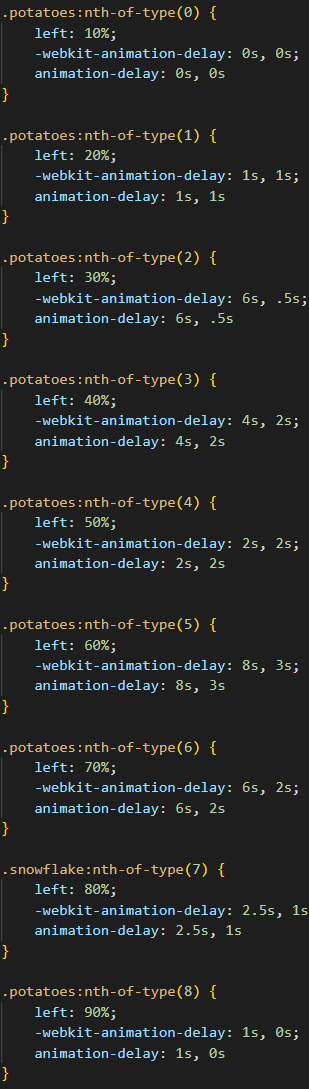 .potatoes:nth-of-type(0) {
    left: 10%;
    -webkit-animation-delay: 0s, 0s;
    animation-delay: 0s, 0s
}

.potatoes:nth-of-type(1) {
    left: 20%;
    -webkit-animation-delay: 1s, 1s;
    animation-delay: 1s, 1s
}

.potatoes:nth-of-type(2) {
    left: 30%;
    -webkit-animation-delay: 6s, .5s;
    animation-delay: 6s, .5s
}

.potatoes:nth-of-type(3) {
    left: 40%;
    -webkit-animation-delay: 4s, 2s;
    animation-delay: 4s, 2s
}

.potatoes:nth-of-type(4) {
    left: 50%;
    -webkit-animation-delay: 2s, 2s;
    animation-delay: 2s, 2s
}

.potatoes:nth-of-type(5) {
    left: 60%;
    -webkit-animation-delay: 8s, 3s;
    animation-delay: 8s, 3s
}

.potatoes:nth-of-type(6) {
    left: 70%;
    -webkit-animation-delay: 6s, 2s;
    animation-delay: 6s, 2s
}

.snowflake:nth-of-type(7) {
    left: 80%;
    -webkit-animation-delay: 2.5s, 1s
    animation-delay: 2.5s, 1s
}

.potatoes:nth-of-type(8) {
    left: 90%;
    -webkit-animation-delay: 1s, 0s;
    animation-delay: 1s, 0s
}